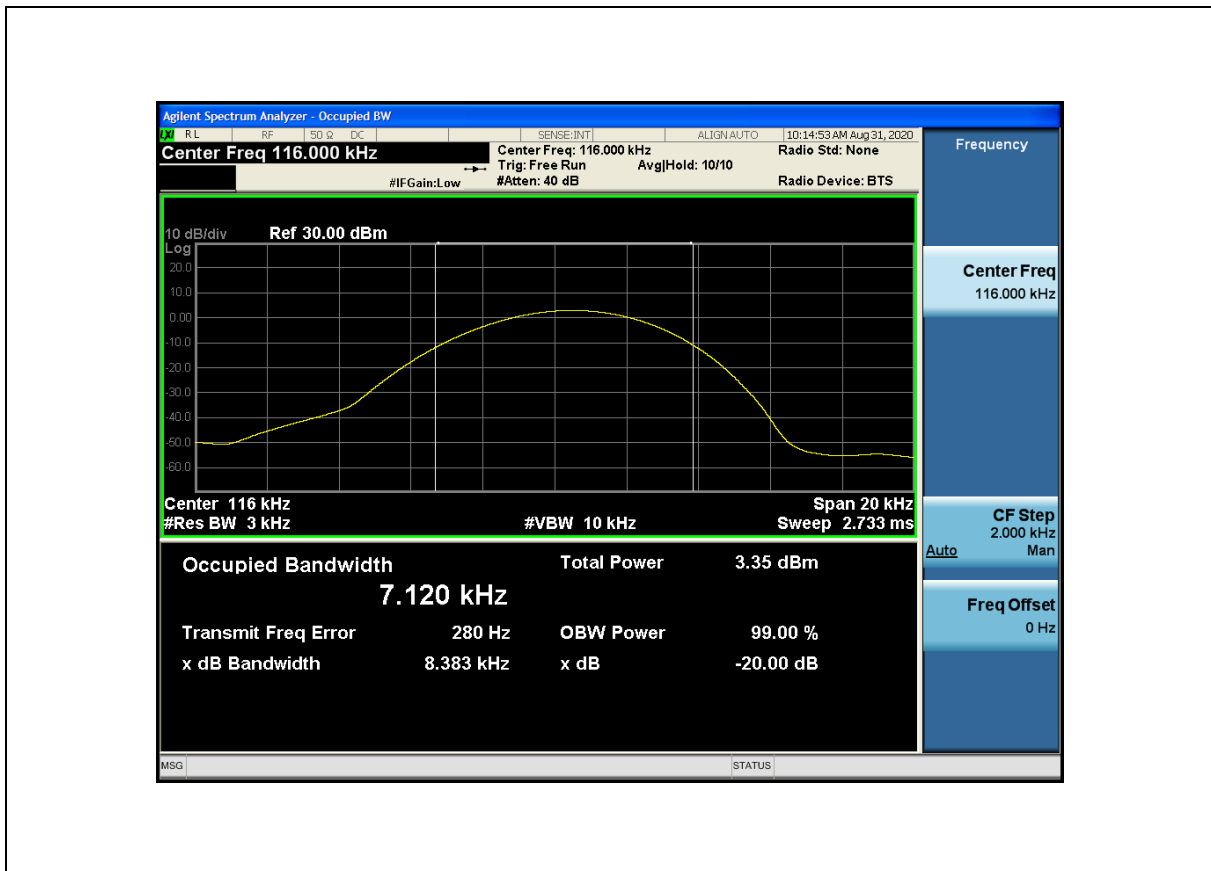 Agilent Spectrum Analyzer - Occupied BW
LXI RL RF 50 Ω DC SENSE:INT ALIGN AUTO 10:14:53 AM Aug 31, 2020
Center Freq 116.000 kHz
Center Freq: 116.000 kHz
Radio Std: None
Trig: Free Run
Avg|Hold: 10/10
#IFGain:Low
#Atten: 40 dB
Radio Device: BTS
10 dB/div
Ref 30.00 dBm
Log
20.0
10.0
0.00
-10.0
-20.0
-30.0
-40.0
-50.0
-60.0
Center 116 kHz
Span 20 kHz
#Res BW 3 kHz
#VBW 10 kHz
Sweep 2.733 ms
Occupied Bandwidth
7.120 kHz
Total Power 3.35 dBm
Transmit Freq Error 280 Hz
OBW Power 99.00 %
x dB Bandwidth 8.383 kHz
x dB -20.00 dB
MSG
STATUS
Frequency
Center Freq
116.000 kHz
CF Step
2.000 kHz
Auto Man
Freq Offset
0 Hz